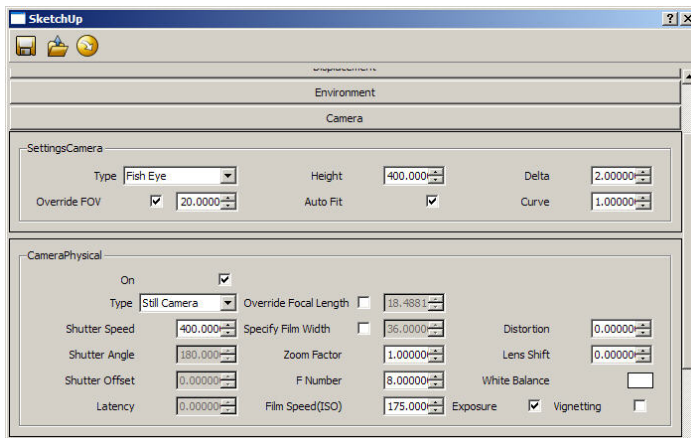 SketchUp
Displacement
Environment
Camera
SettingsCamera
Type Fish Eye Height 400.000 Delta 2.00000
Override FOV 20.0000 Auto Fit Curve 1.00000
CameraPhysical
On
Type Still Camera Override Focal Length 18.4881
Shutter Speed 400.000 Specify Film Width 36.0000 Distortion 0.00000
Shutter Angle 180.000 Zoom Factor 1.00000 Lens Shift 0.00000
Shutter Offset 0.00000 F Number 8.00000 White Balance
Latency 0.00000 Film Speed(ISO) 175.000 Exposure Vignetting